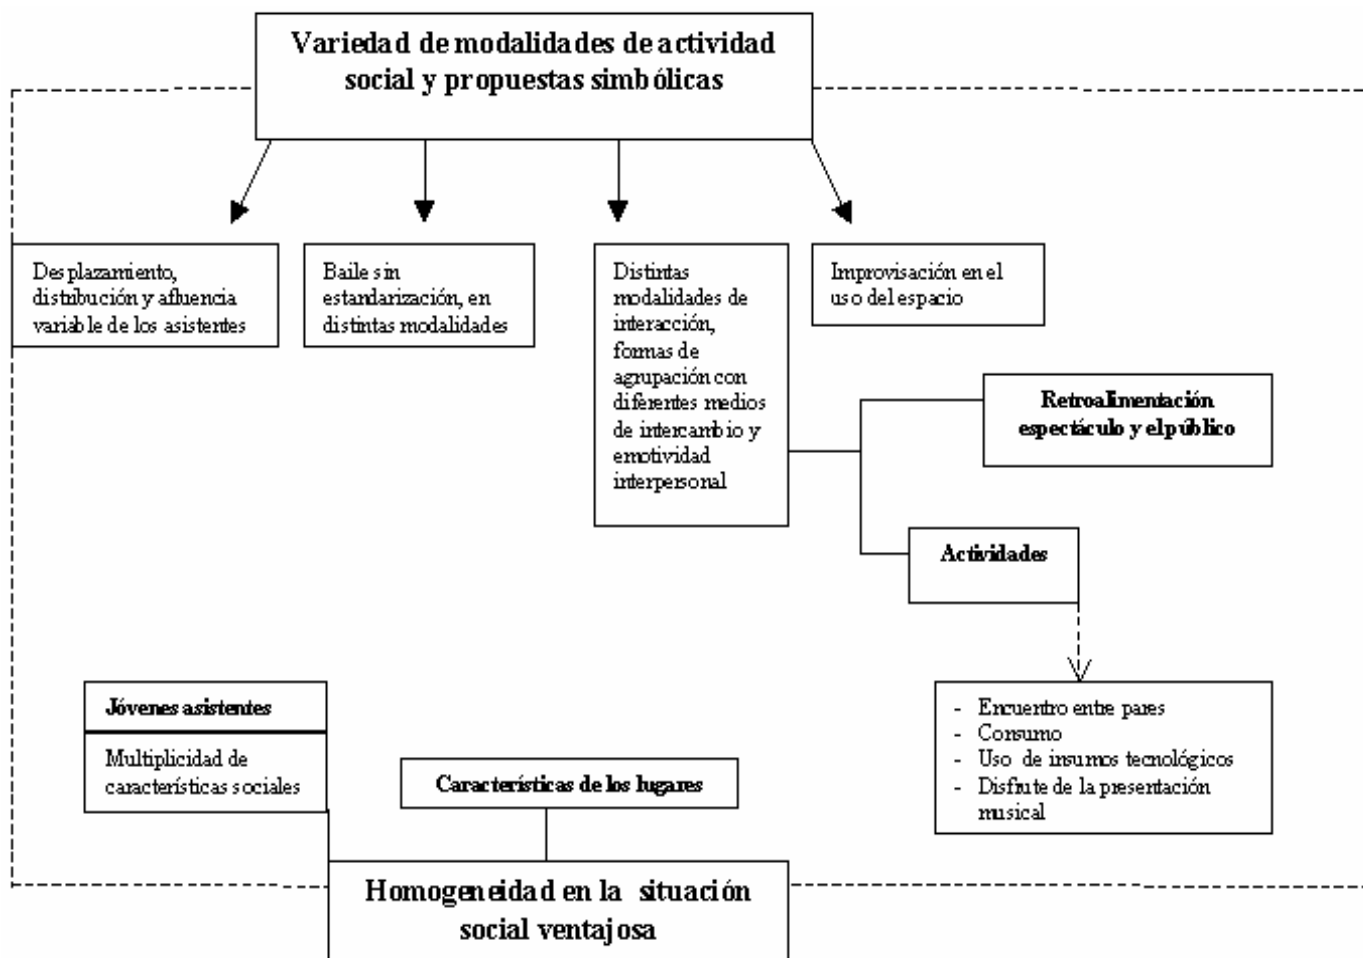 Variedad de modalidades de actividad
social y propuestas simbólicas
Desplazamiento,
distribución y afluencia
variable de los asistentes
Baile sin
estandarización, en
distintas modalidades
Distintas
modalidades de
interacción,
formas de
agrupación con
diferentes medios
de intercambio y
emotividad
interpersonal
Improvisación en el
uso del espacio
Retroalimentación
espectáculo y el público
Actividades
- Encuentro entre pares
- Consumo
- Uso de insumos tecnológicos
- Disfrute de la presentación
musical
Jóvenes asistentes
Multiplicidad de
características sociales
Características de los lugares
Homogeneidad en la situación
social ventajosa